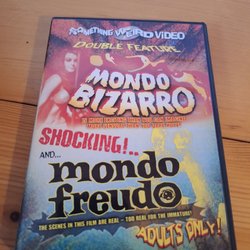 SOMETHING WEIRD VIDEO
DOUBLE FEATURE
MONDO
BIZARRO
SHOCKING!..
AND...
mondo
freudo
THE SCENES IN THIS FILM ARE REAL – TOO REAL FOR THE IMMATURE!
ADULTS ONLY!